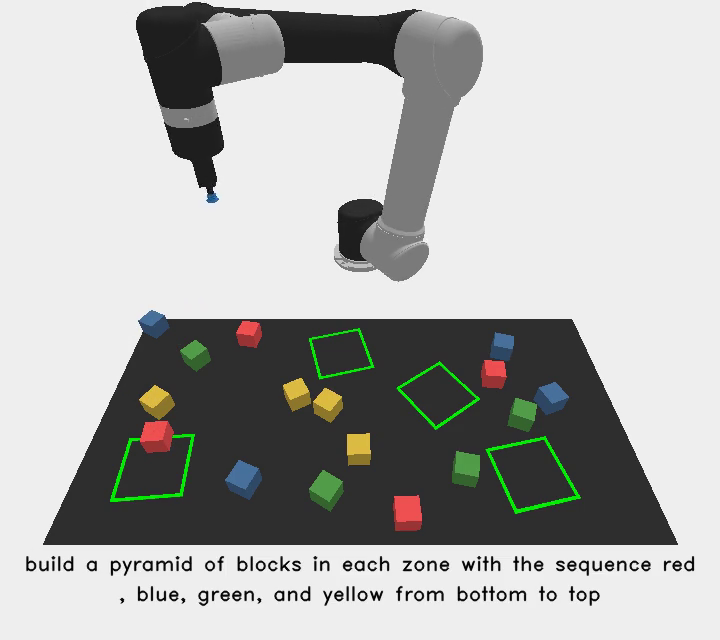 build a pyramid of blocks in each zone with the sequence red
, blue, green, and yellow from bottom to top